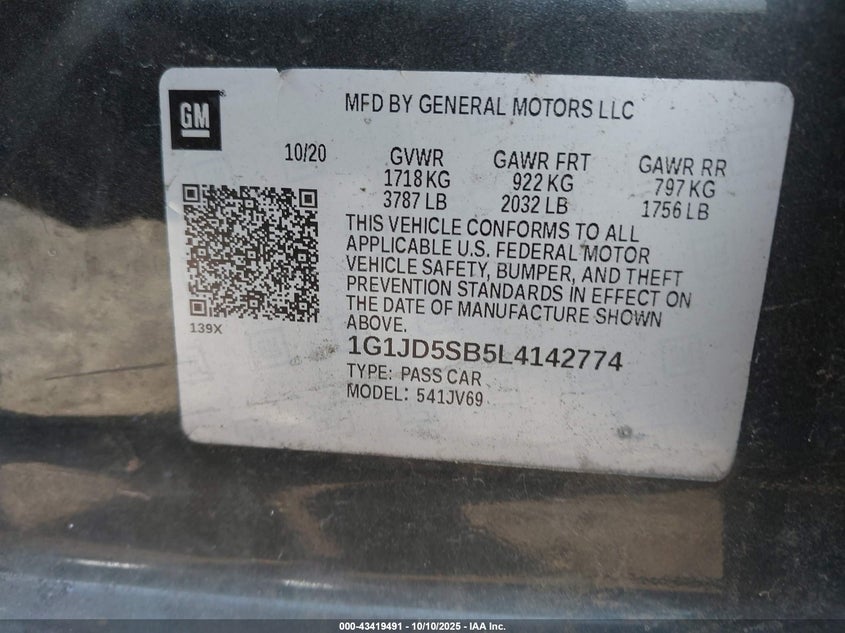 GM
MFD BY GENERAL MOTORS LLC
10/20 GVWR GAWR FRT GAWR RR
1718 KG 922 KG 797 KG
3787 LB 2032 LB 1756 LB
THIS VEHICLE CONFORMS TO ALL
APPLICABLE U.S. FEDERAL MOTOR
VEHICLE SAFETY, BUMPER, AND THEFT
PREVENTION STANDARDS IN EFFECT ON
THE DATE OF MANUFACTURE SHOWN
ABOVE.
139X
1G1JD5SB5L4142774
TYPE: PASS CAR
MODEL: 541JV69
000-43419491 - 10/10/2025 - IAA Inc.